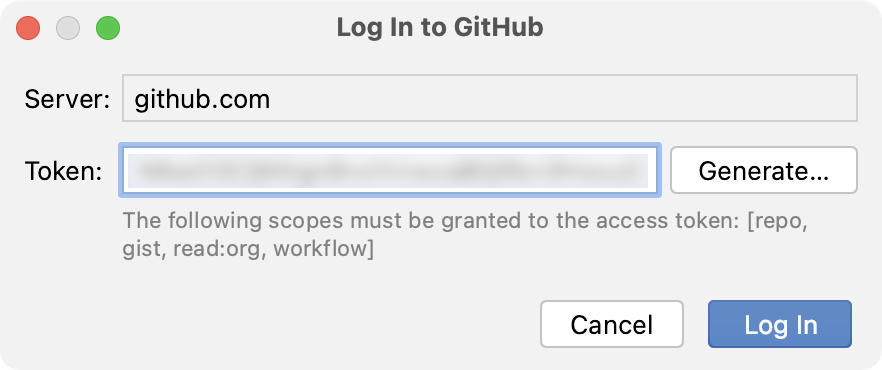 Log In to GitHub
Server: github.com
Token: Generate...
The following scopes must be granted to the access token: [repo,
gist, read:org, workflow]
Cancel Log In